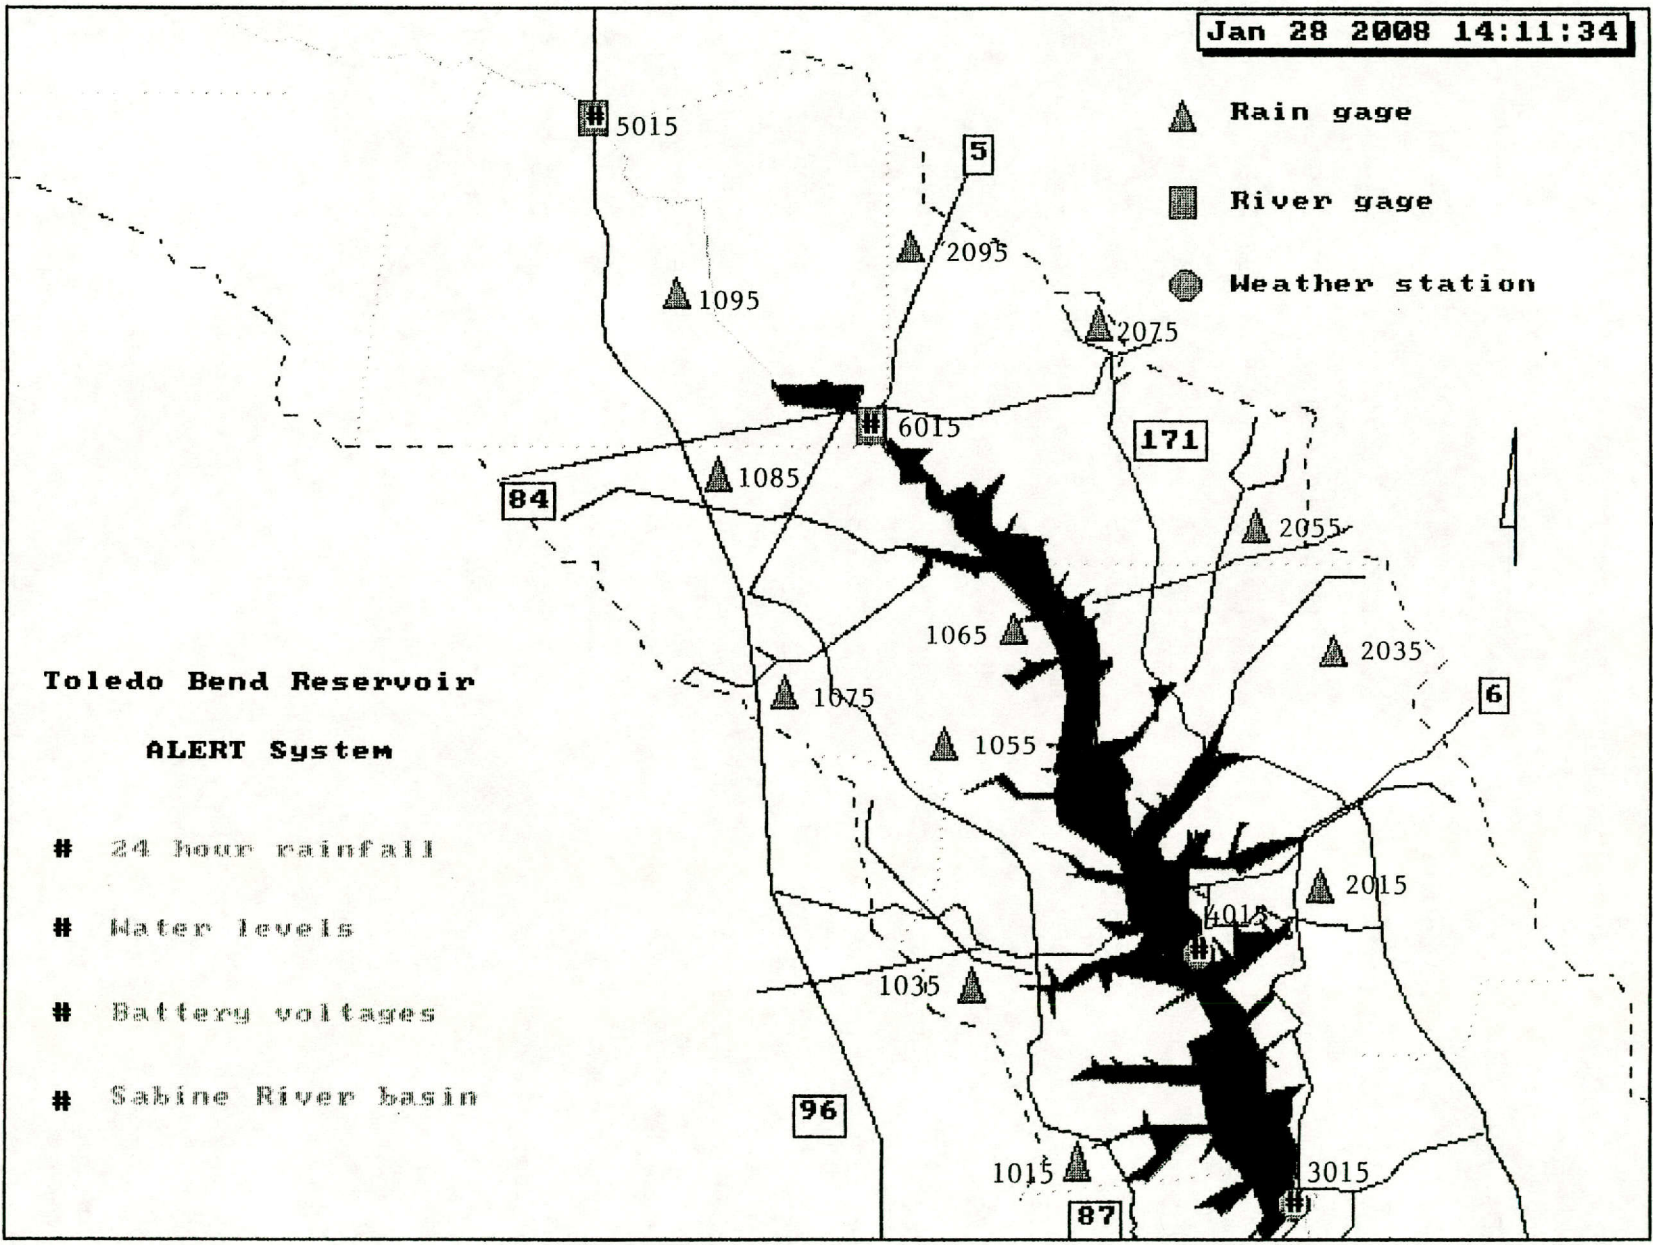 Jan 28 2008 14:11:34
Rain gage
# 5015
5
River gage
2095
Weather station
1095
2075
# 6015
171
1085
84
2055
1065
2035
Toledo Bend Reservoir
1075
6
ALERT System
1055
# 24 hour rainfall
2015
4015
# Water levels
#
1035
# Battery voltages
# Sabine River basin
96
1015
3015
#
87